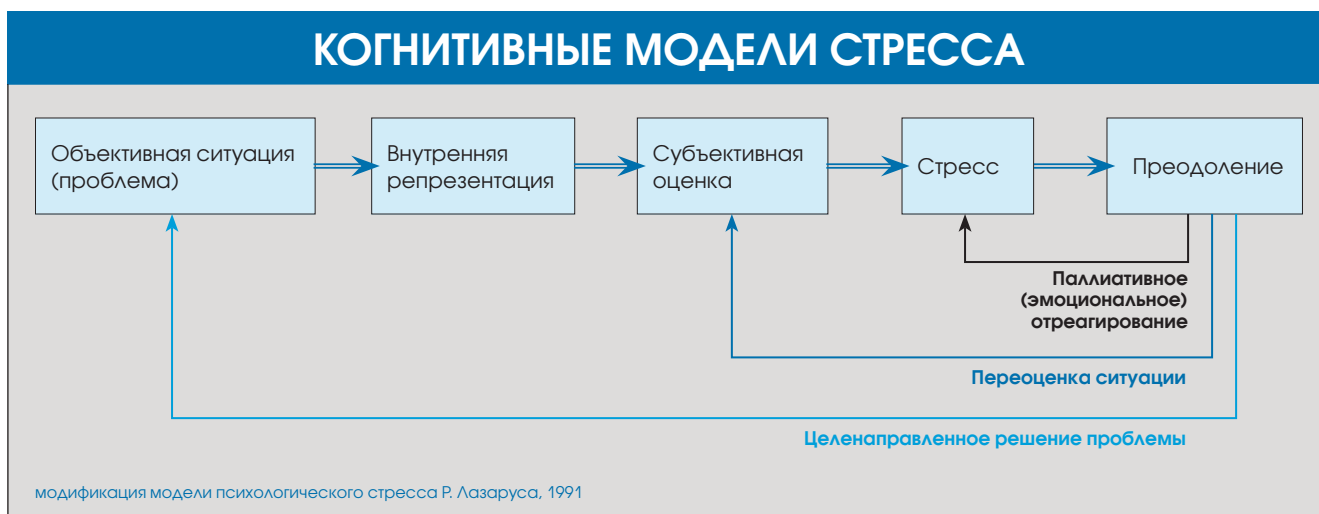 КОГНИТИВНЫЕ МОДЕЛИ СТРЕССА
Объективная ситуация
(проблема)
Внутренняя
репрезентация
Субъективная
оценка
Стресс
Преодоление
Паллиативное
(эмоциональное)
отреагирование
Переоценка ситуации
Целенаправленное решение проблемы
модификация модели психологического стресса Р. Лазаруса, 1991